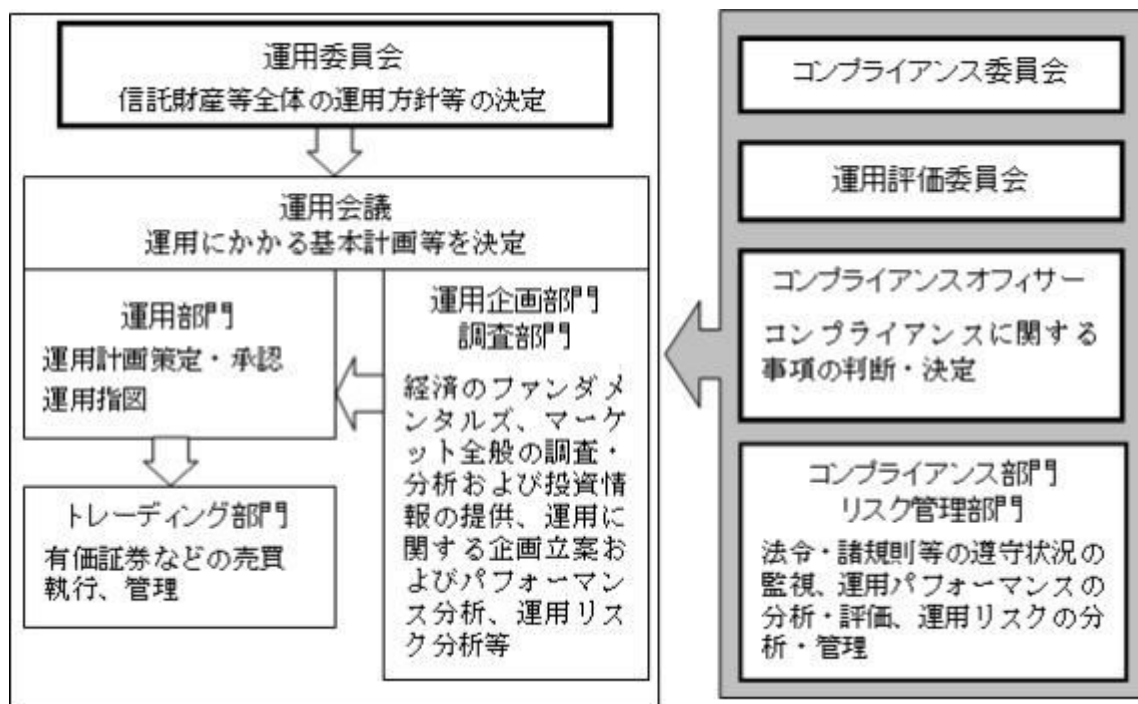 運用委員会
信託財産等全体の運用方針等の決定
運用会議
運用にかかる基本計画等を決定
運用部門
運用計画策定・承認
運用指図
トレーディング部門
有価証券などの売買
執行、管理
運用企画部門
調査部門
経済のファンダメ
ンタルズ、マーケ
ット全般の調査・
分析および投資情
報の提供、運用に
関する企画立案お
よびパフォーマン
ス分析、運用リス
ク分析等
コンプライアンス委員会
運用評価委員会
コンプライアンスオフィサー
コンプライアンスに関する
事項の判断・決定
コンプライアンス部門
リスク管理部門
法令・諸規則等の遵守状況の
監視、運用パフォーマンスの
分析・評価、運用リスクの分
析・管理